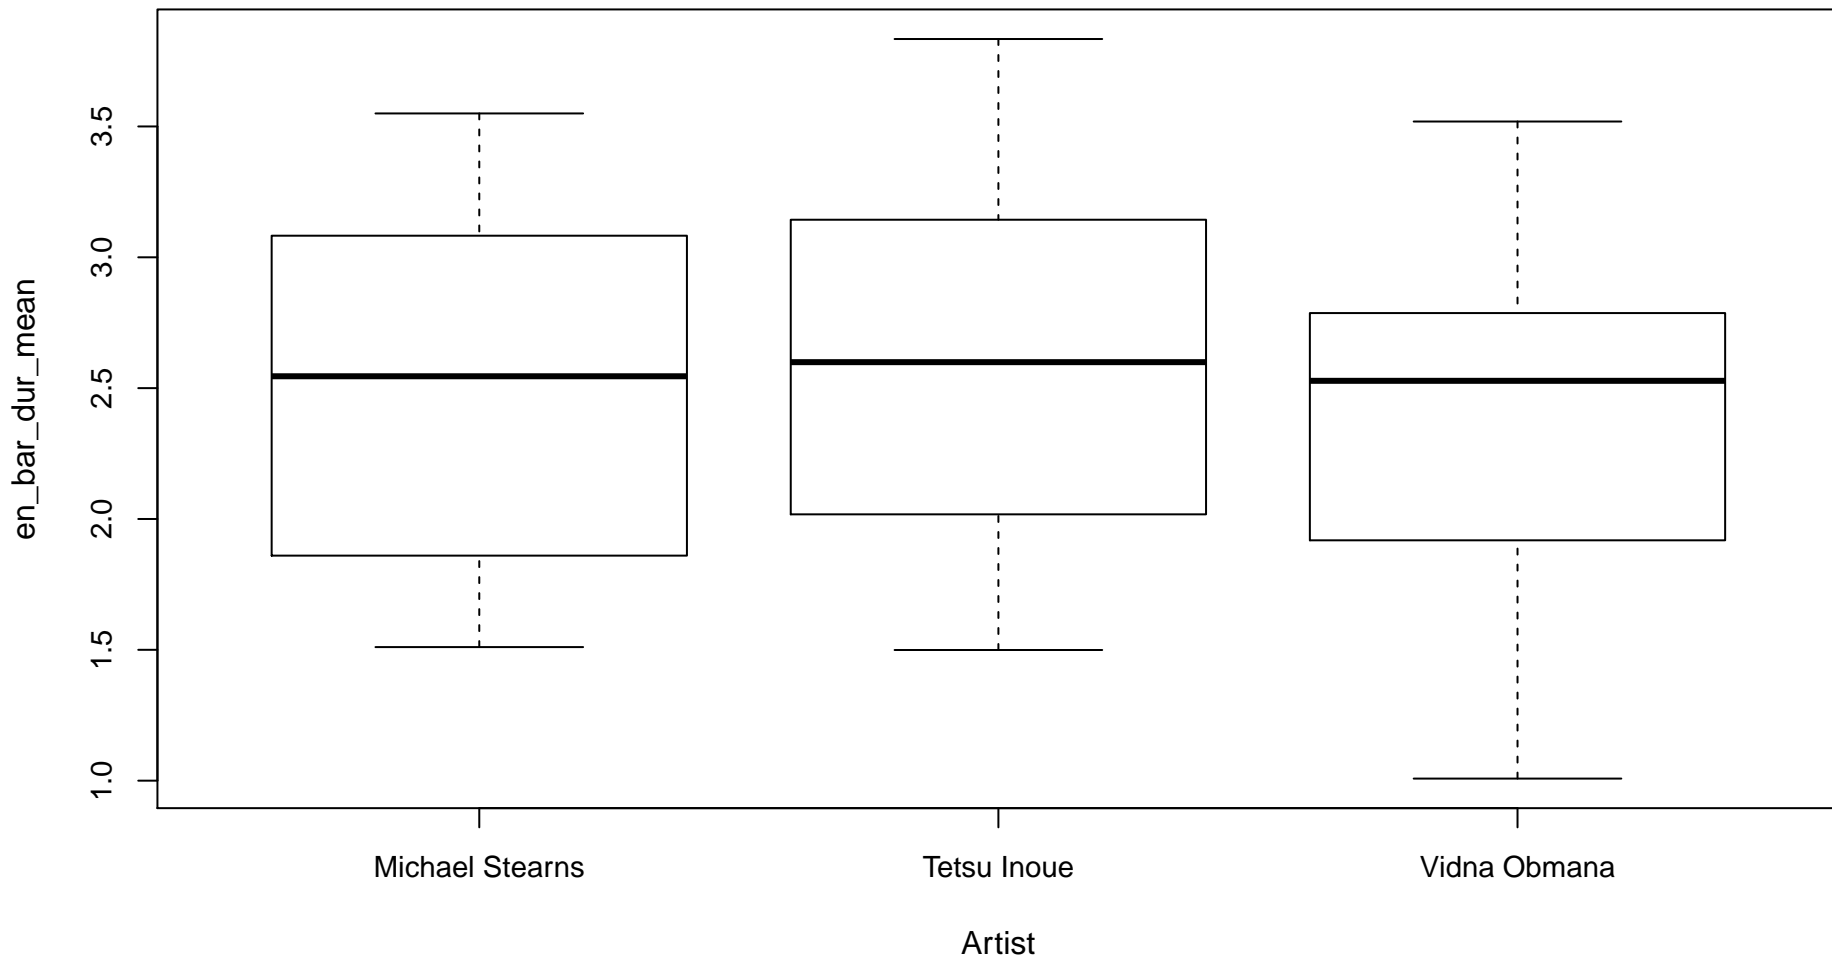 en_bar_dur_mean
3.5
3.0
2.5
2.0
1.5
1.0
Michael Stearns
Tetsu Inoue
Vidna Obmana
Artist